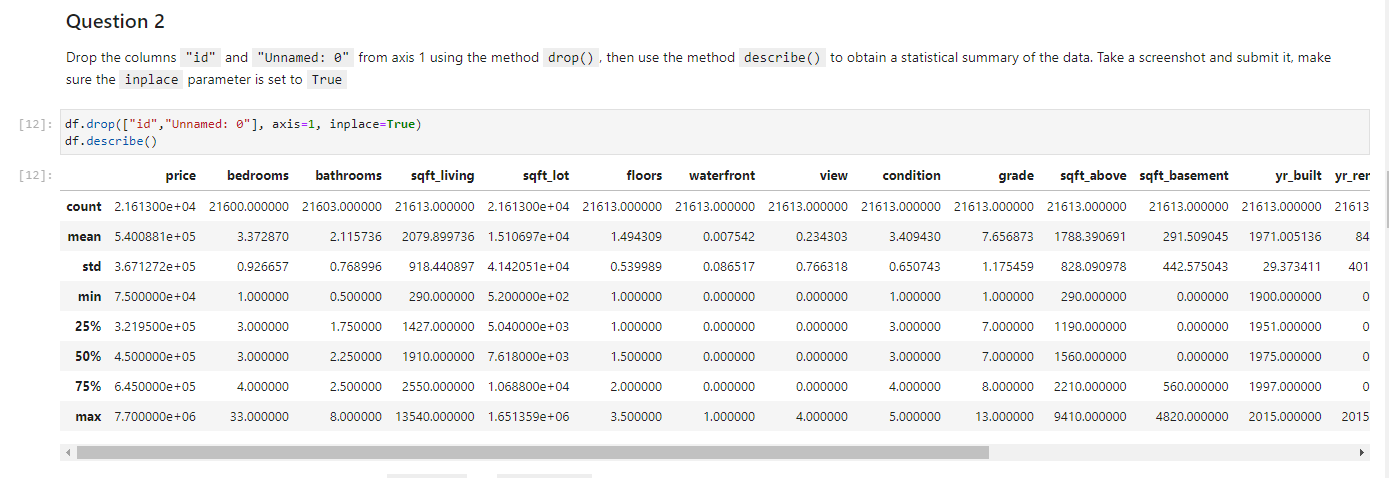 Question 2
Drop the columns "id" and "Unnamed: 0" from axis 1 using the method drop() , then use the method describe() to obtain a statistical summary of the data. Take a screenshot and submit it, make
sure the inplace parameter is set to True
[12]: df.drop(["id","Unnamed: 0"], axis=1, inplace=True)
df.describe()
[12]: price bedrooms bathrooms sqft_living sqft_lot floors waterfront view condition grade sqft_above sqft_basement yr_built yr_rer
count 2.161300e+04 21600.000000 21603.000000 21613.000000 2.161300e+04 21613.000000 21613.000000 21613.000000 21613.000000 21613.000000 21613.000000 21613.000000 21613.000000 21613
mean 5.400881e+05 3.372870 2.115736 2079.899736 1.510697e+04 1.494309 0.007542 0.234303 3.409430 7.656873 1788.390691 291.509045 1971.005136 84
std 3.671272e+05 0.926657 0.768996 918.440897 4.142051e+04 0.539989 0.086517 0.766318 0.650743 1.175459 828.090978 442.575043 29.373411 401
min 7.500000e+04 1.000000 0.500000 290.000000 5.200000e+02 1.000000 0.000000 0.000000 1.000000 1.000000 290.000000 0.000000 1900.000000 0
25% 3.219500e+05 3.000000 1.750000 1427.000000 5.040000e+03 1.000000 0.000000 0.000000 3.000000 7.000000 1190.000000 0.000000 1951.000000 0
50% 4.500000e+05 3.000000 2.250000 1910.000000 7.618000e+03 1.500000 0.000000 0.000000 3.000000 7.000000 1560.000000 0.000000 1975.000000 0
75% 6.450000e+05 4.000000 2.500000 2550.000000 1.068800e+04 2.000000 0.000000 0.000000 4.000000 8.000000 2210.000000 560.000000 1997.000000 0
max 7.700000e+06 33.000000 8.000000 13540.000000 1.651359e+06 3.500000 1.000000 4.000000 5.000000 13.000000 9410.000000 4820.000000 2015.000000 2015